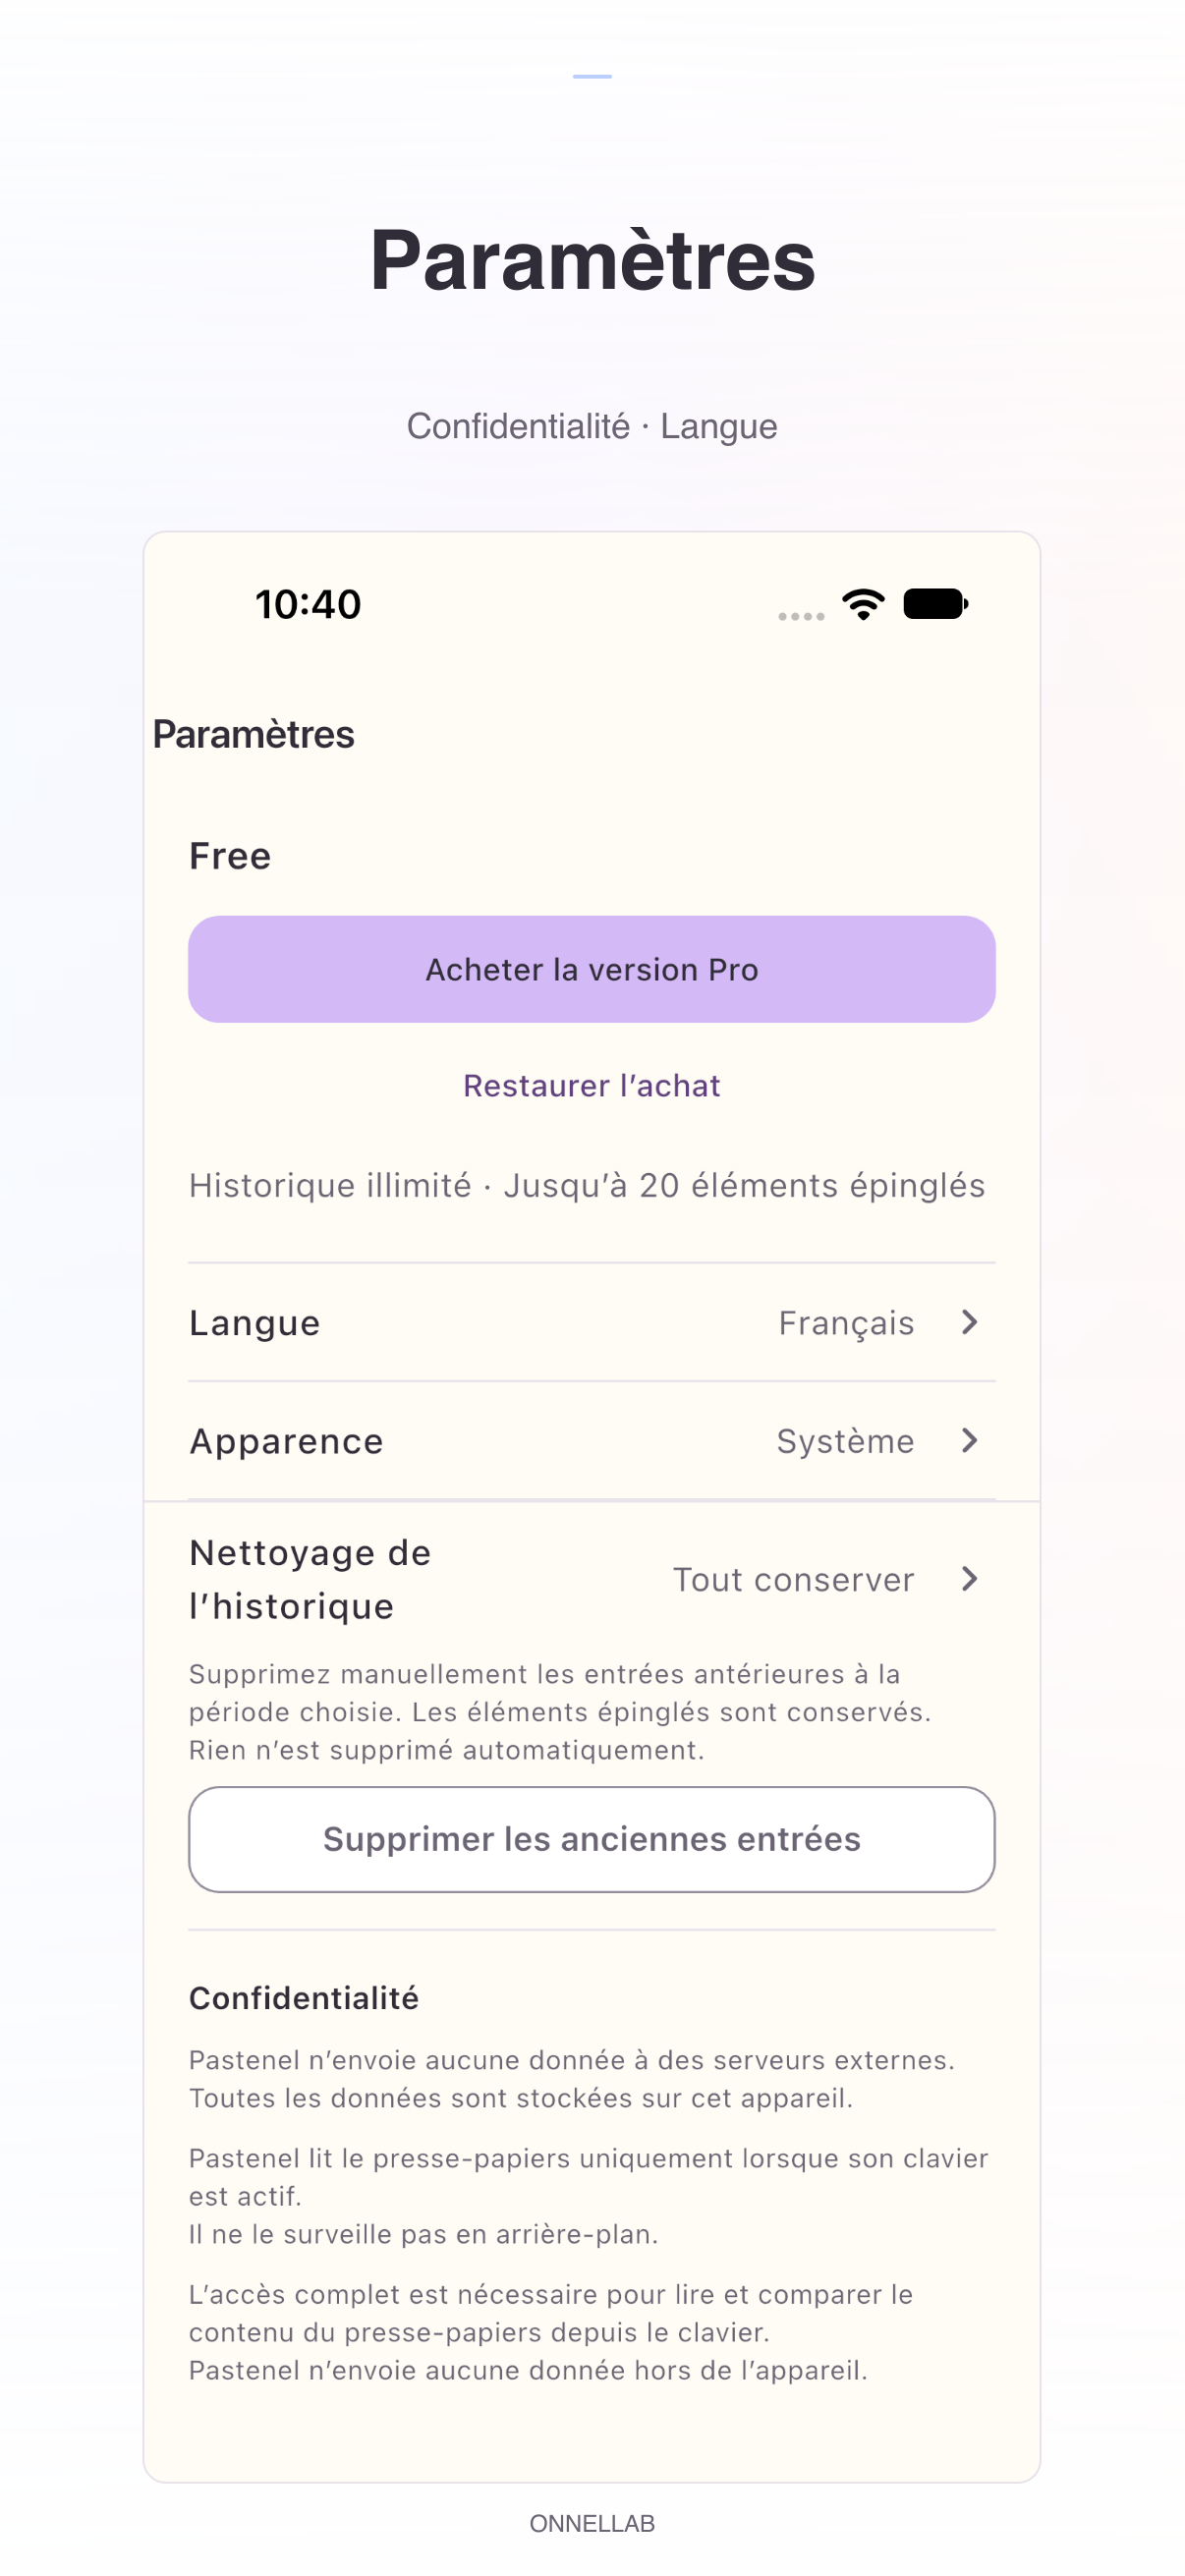 Paramètres
Confidentialité · Langue
10:40
Paramètres
Free
Acheter la version Pro
Restaurer l’achat
Historique illimité · Jusqu’à 20 éléments épinglés
Langue Français
Apparence Système
Nettoyage de
l’historique
Tout conserver
Supprimez manuellement les entrées antérieures à la
période choisie. Les éléments épinglés sont conservés.
Rien n’est supprimé automatiquement.
Supprimer les anciennes entrées
Confidentialité
Pastenel n’envoie aucune donnée à des serveurs externes.
Toutes les données sont stockées sur cet appareil.
Pastenel lit le presse-papiers uniquement lorsque son clavier
est actif.
Il ne le surveille pas en arrière-plan.
L’accès complet est nécessaire pour lire et comparer le
contenu du presse-papiers depuis le clavier.
Pastenel n’envoie aucune donnée hors de l’appareil.
ONNELLAB